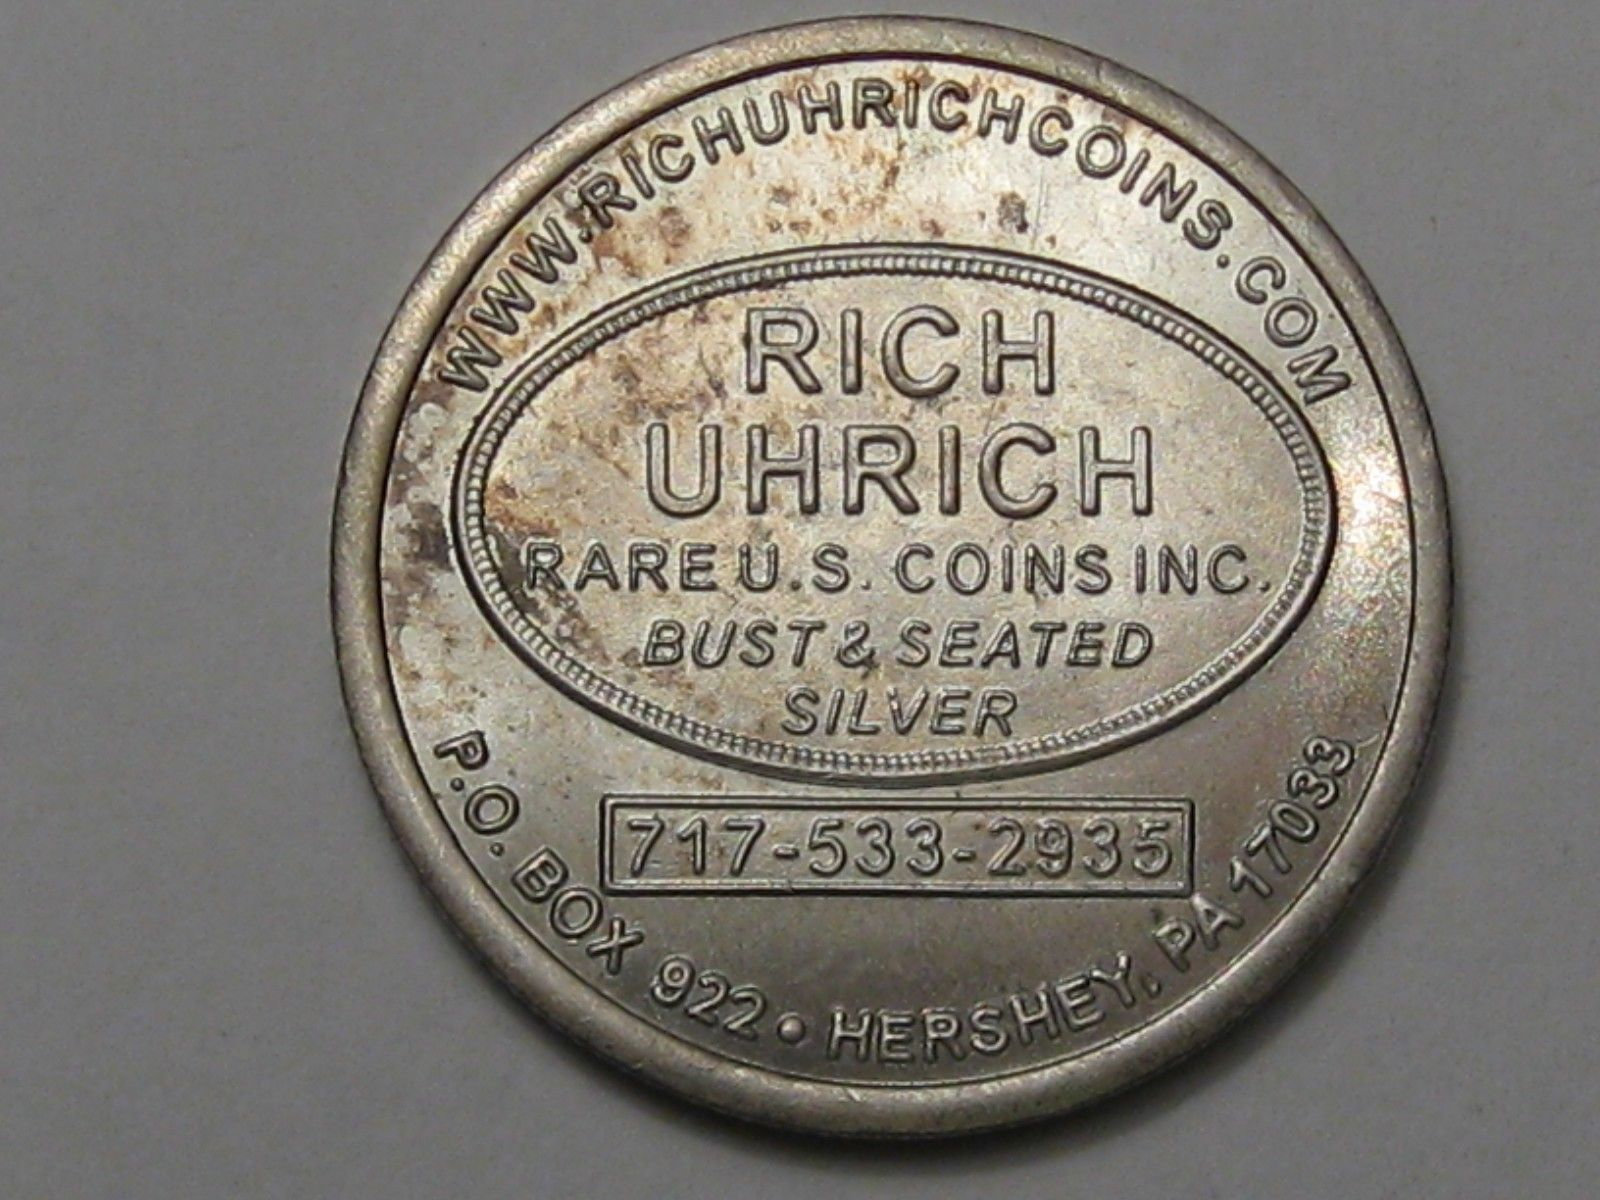 WWW.RICHUHRICHCOINS.COM
RICH
UHRICH
RARE U.S. COINS INC.
BUST & SEATED
SILVER
717-533-2935
P.O. BOX 922 • HERSHEY, PA 17033